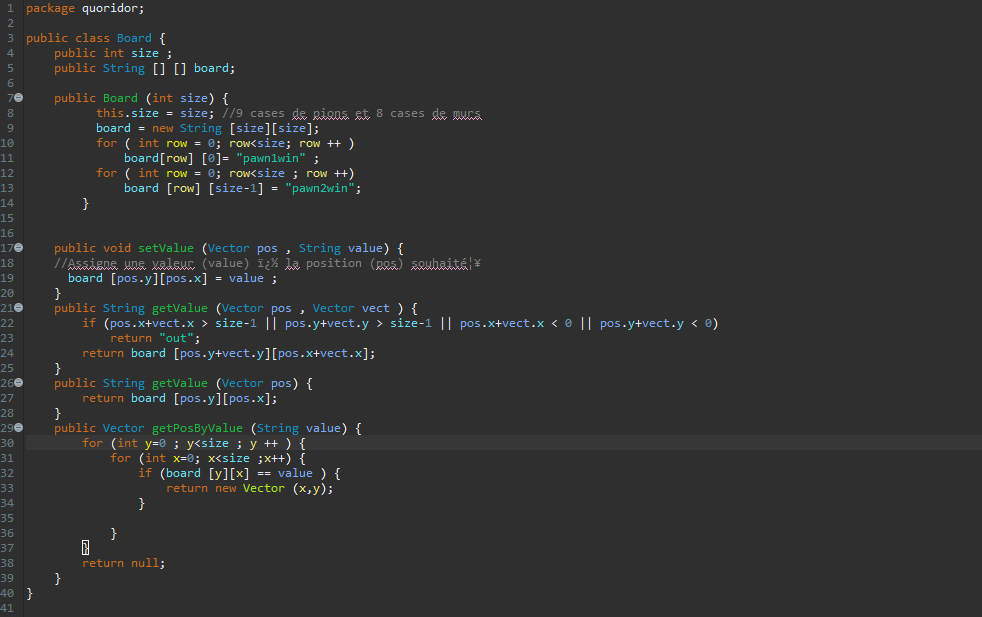 1 package quoridor;
2
3 public class Board {
4 public int size ;
5 public String [] [] board;
6
7 public Board (int size) {
8 this.size = size; //9 cases de pions et 8 cases de murs
9 board = new String [size][size];
10 for ( int row = 0; row<size; row ++ )
11 board[row] [0]= "pawn1win" ;
12 for ( int row = 0; row<size ; row ++)
13 board [row] [size-1] = "pawn2win";
14 }
15
16
17 public void setValue (Vector pos , String value) {
18 //Assigne une valeur (value) ï¿½ la position (pos) souhaité¦¥
19 board [pos.y][pos.x] = value ;
20 }
21 public String getValue (Vector pos , Vector vect ) {
22 if (pos.x+vect.x > size-1 || pos.y+vect.y > size-1 || pos.x+vect.x < 0 || pos.y+vect.y < 0)
23 return "out";
24 return board [pos.y+vect.y][pos.x+vect.x];
25 }
26 public String getValue (Vector pos) {
27 return board [pos.y][pos.x];
28 }
29 public Vector getPosByValue (String value) {
30 for (int y=0 ; y<size ; y ++ ) {
31 for (int x=0; x<size ;x++) {
32 if (board [y][x] == value ) {
33 return new Vector (x,y);
34 }
35
36 }
37 }
38 return null;
39 }
40 }
41